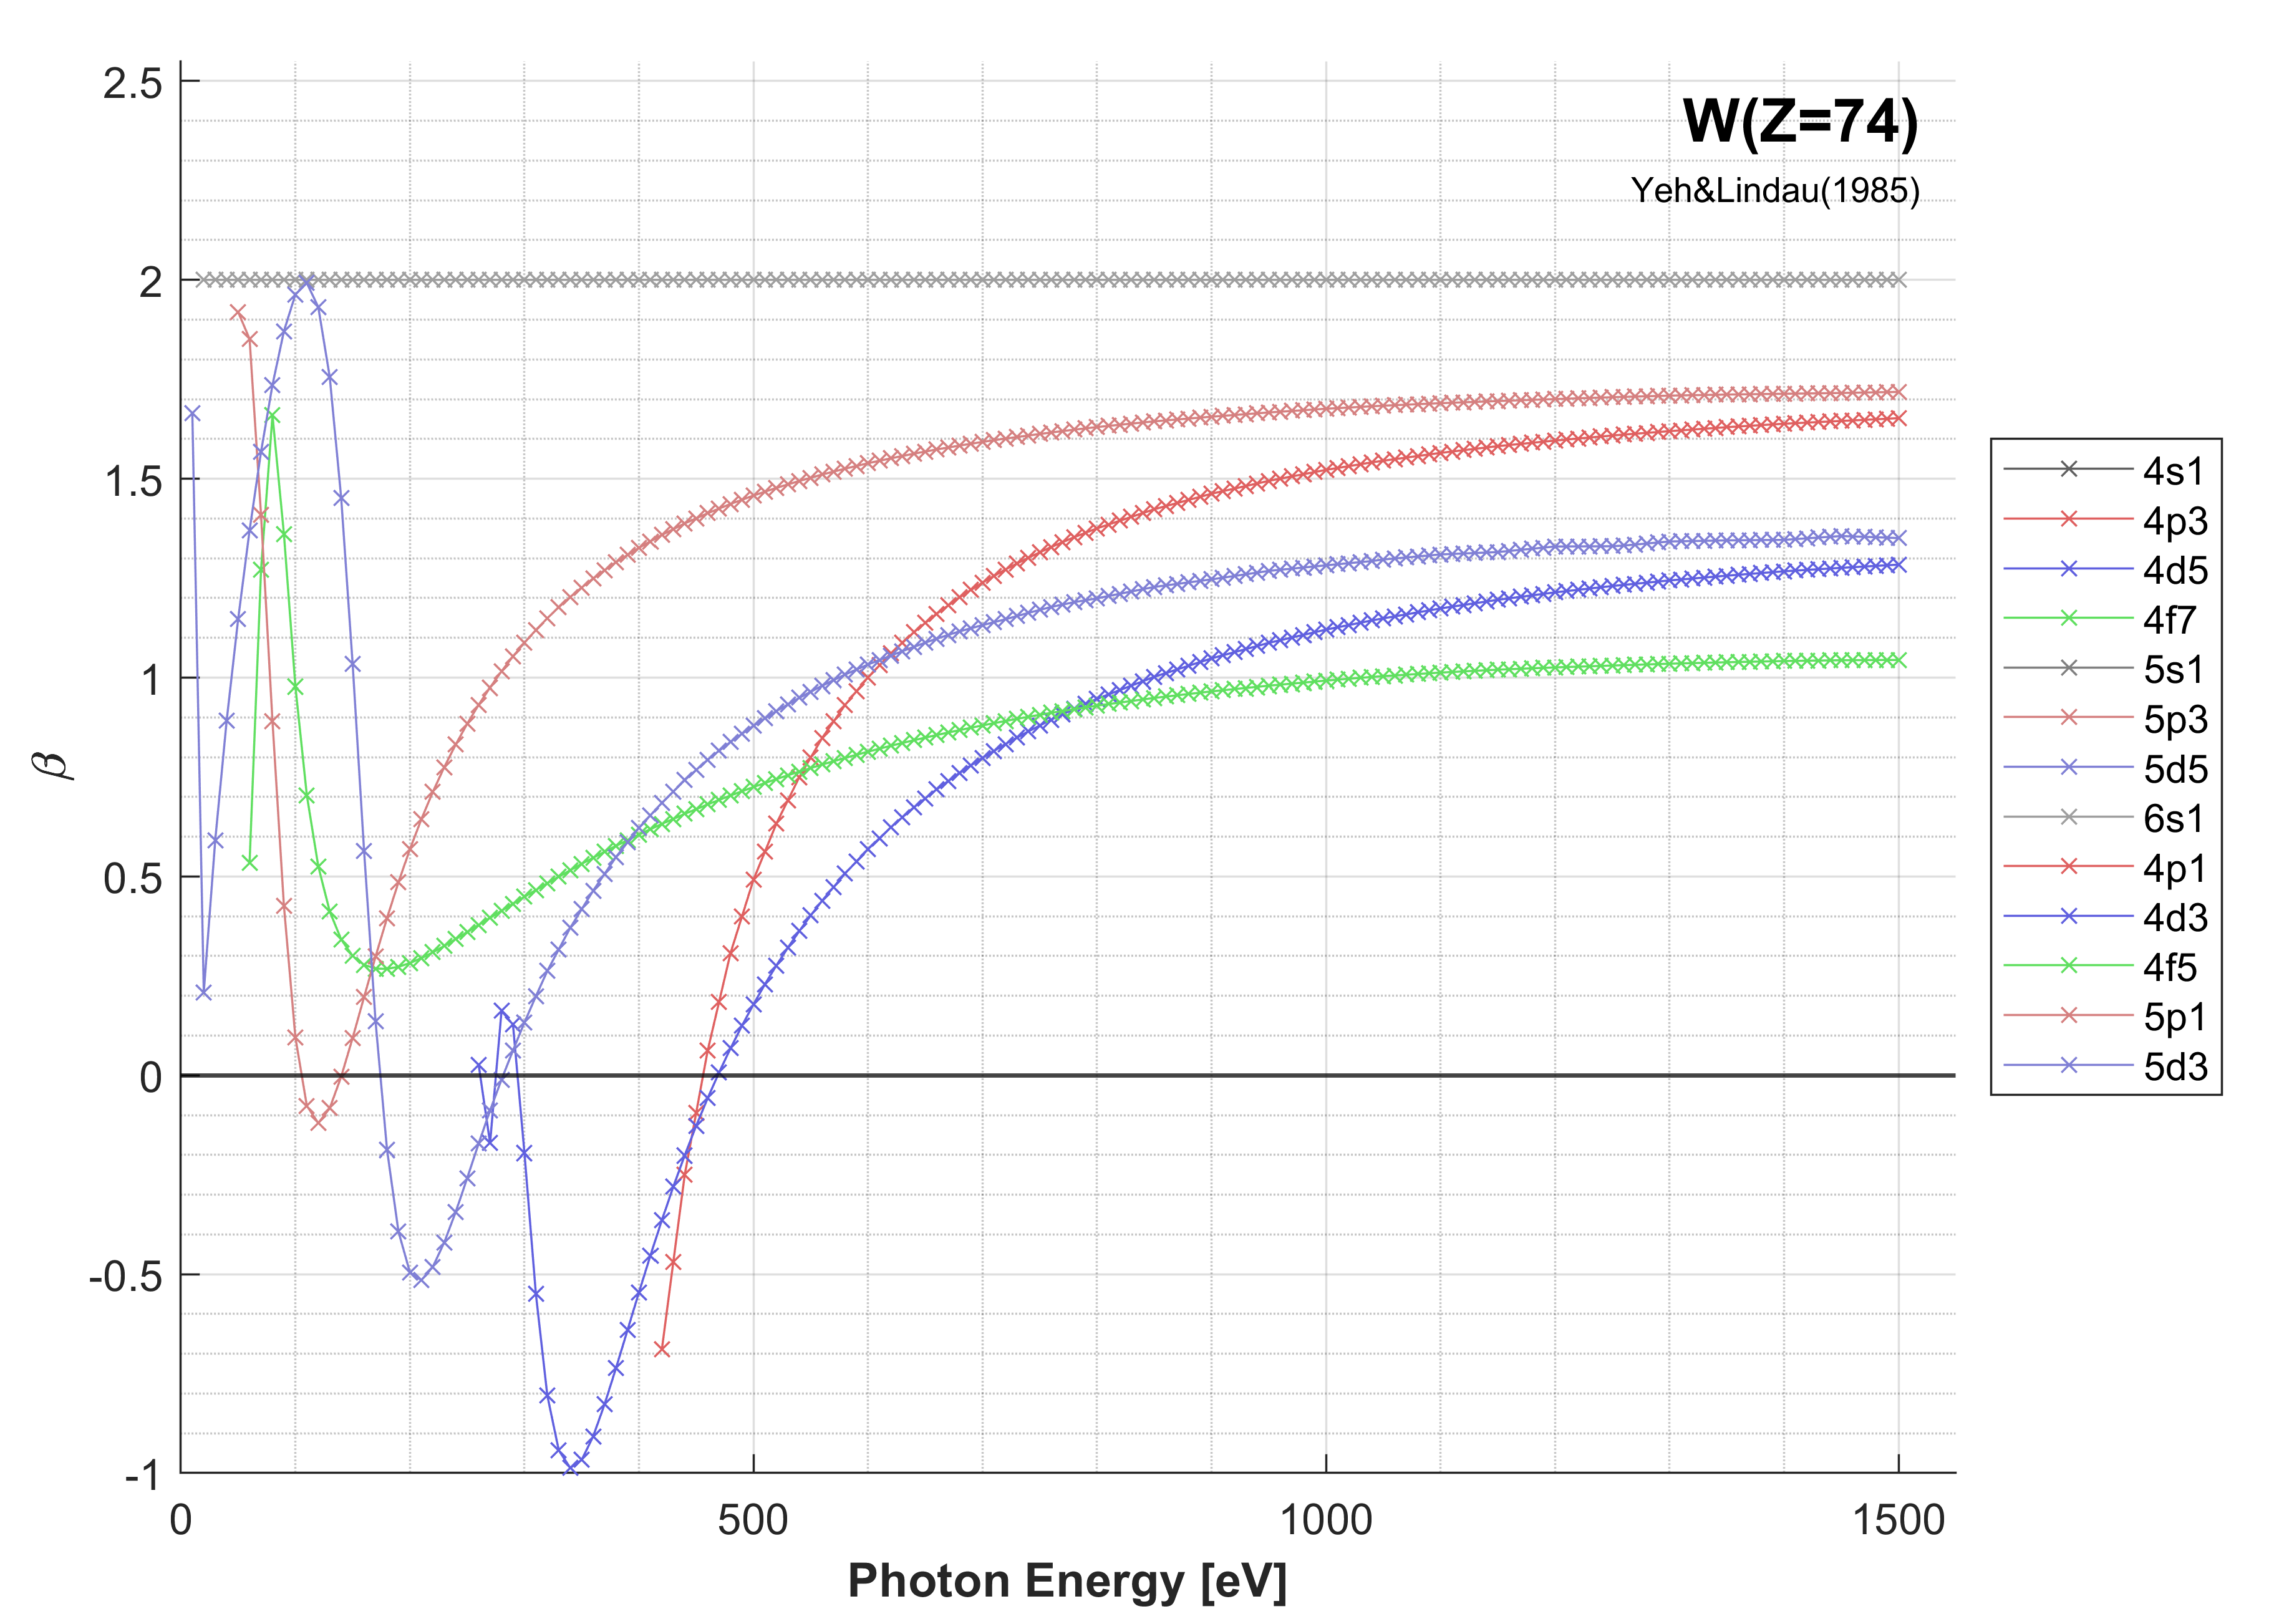 W(Z=74)
Yeh&Lindau(1985)
2.5
2
1.5
1
0.5
0
-0.5
-1
β
0 500 1000 1500
Photon Energy [eV]
4s1
4p3
4d5
4f7
5s1
5p3
5d5
6s1
4p1
4d3
4f5
5p1
5d3